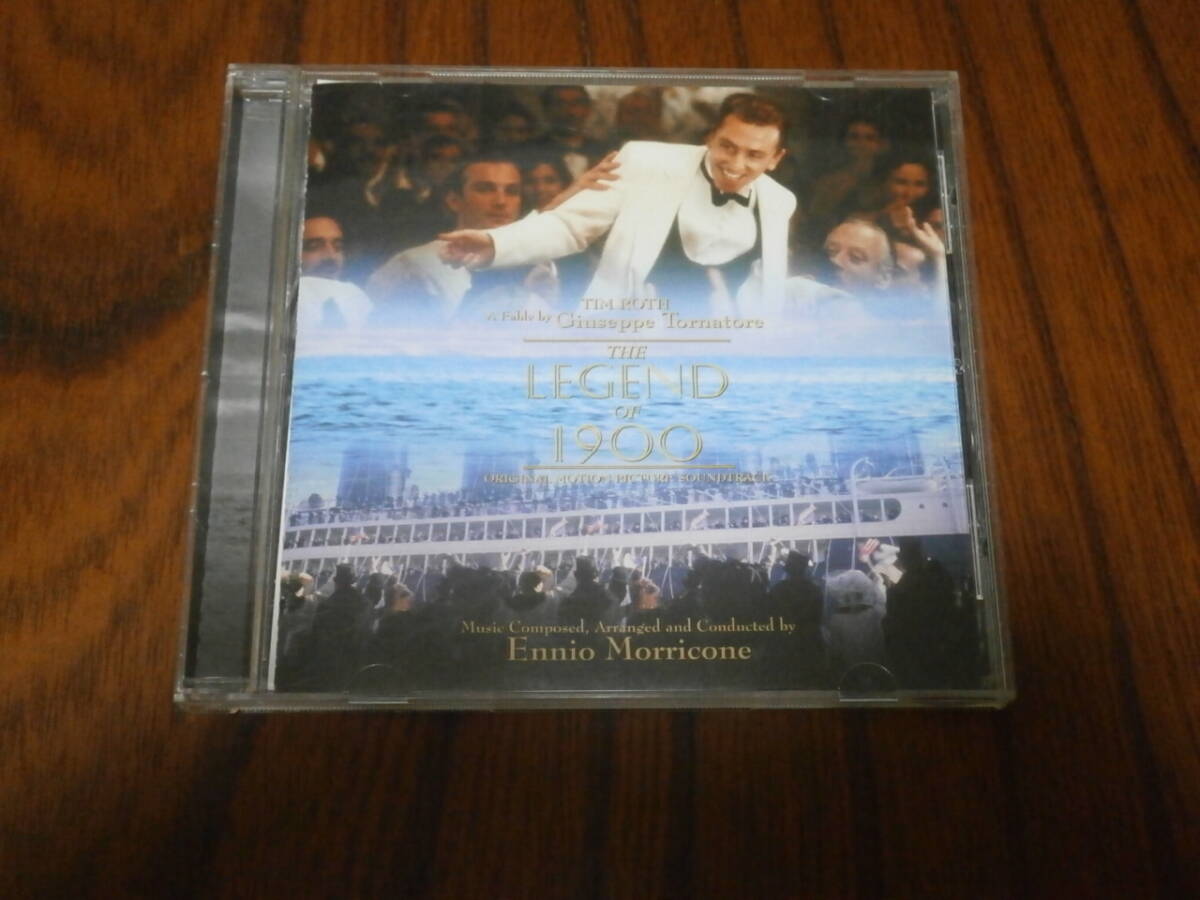 TIM ROTH
A Fable by Giuseppe Tornatore
THE
LEGEND
OF
1900
ORIGINAL MOTION PICTURE SOUNDTRACK
Music Composed, Arranged and Conducted by
Ennio Morricone